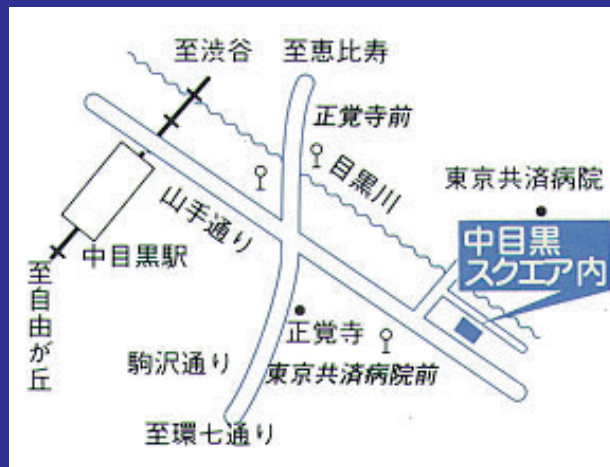 至渋谷
至恵比寿
正覚寺前
目黒川
東京共済病院
山手通り
中目黒
スクエア内
中目黒駅
至自由が丘
正覚寺
駒沢通り
東京共済病院前
至環七通り